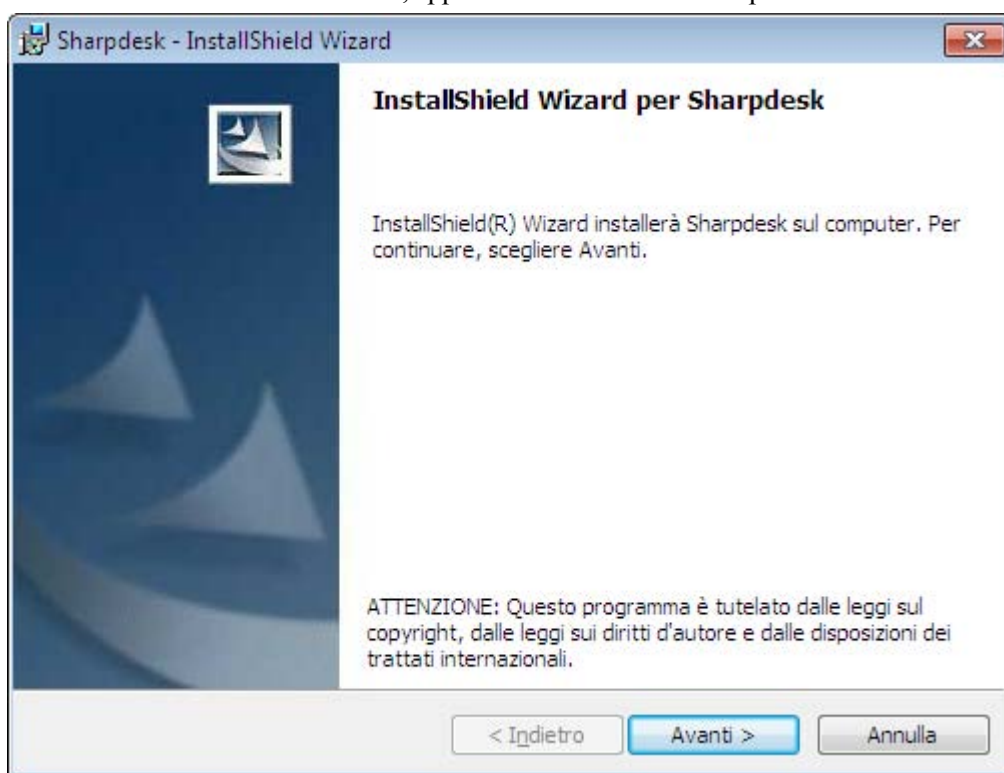 Sharpdesk - InstallShield Wizard
InstallShield Wizard per Sharpdesk
InstallShield(R) Wizard installerà Sharpdesk sul computer. Per
continuare, scegliere Avanti.
ATTENZIONE: Questo programma è tutelato dalle leggi sul
copyright, dalle leggi sui diritti d'autore e dalle disposizioni dei
trattati internazionali.
< Indietro
Avanti >
Annulla